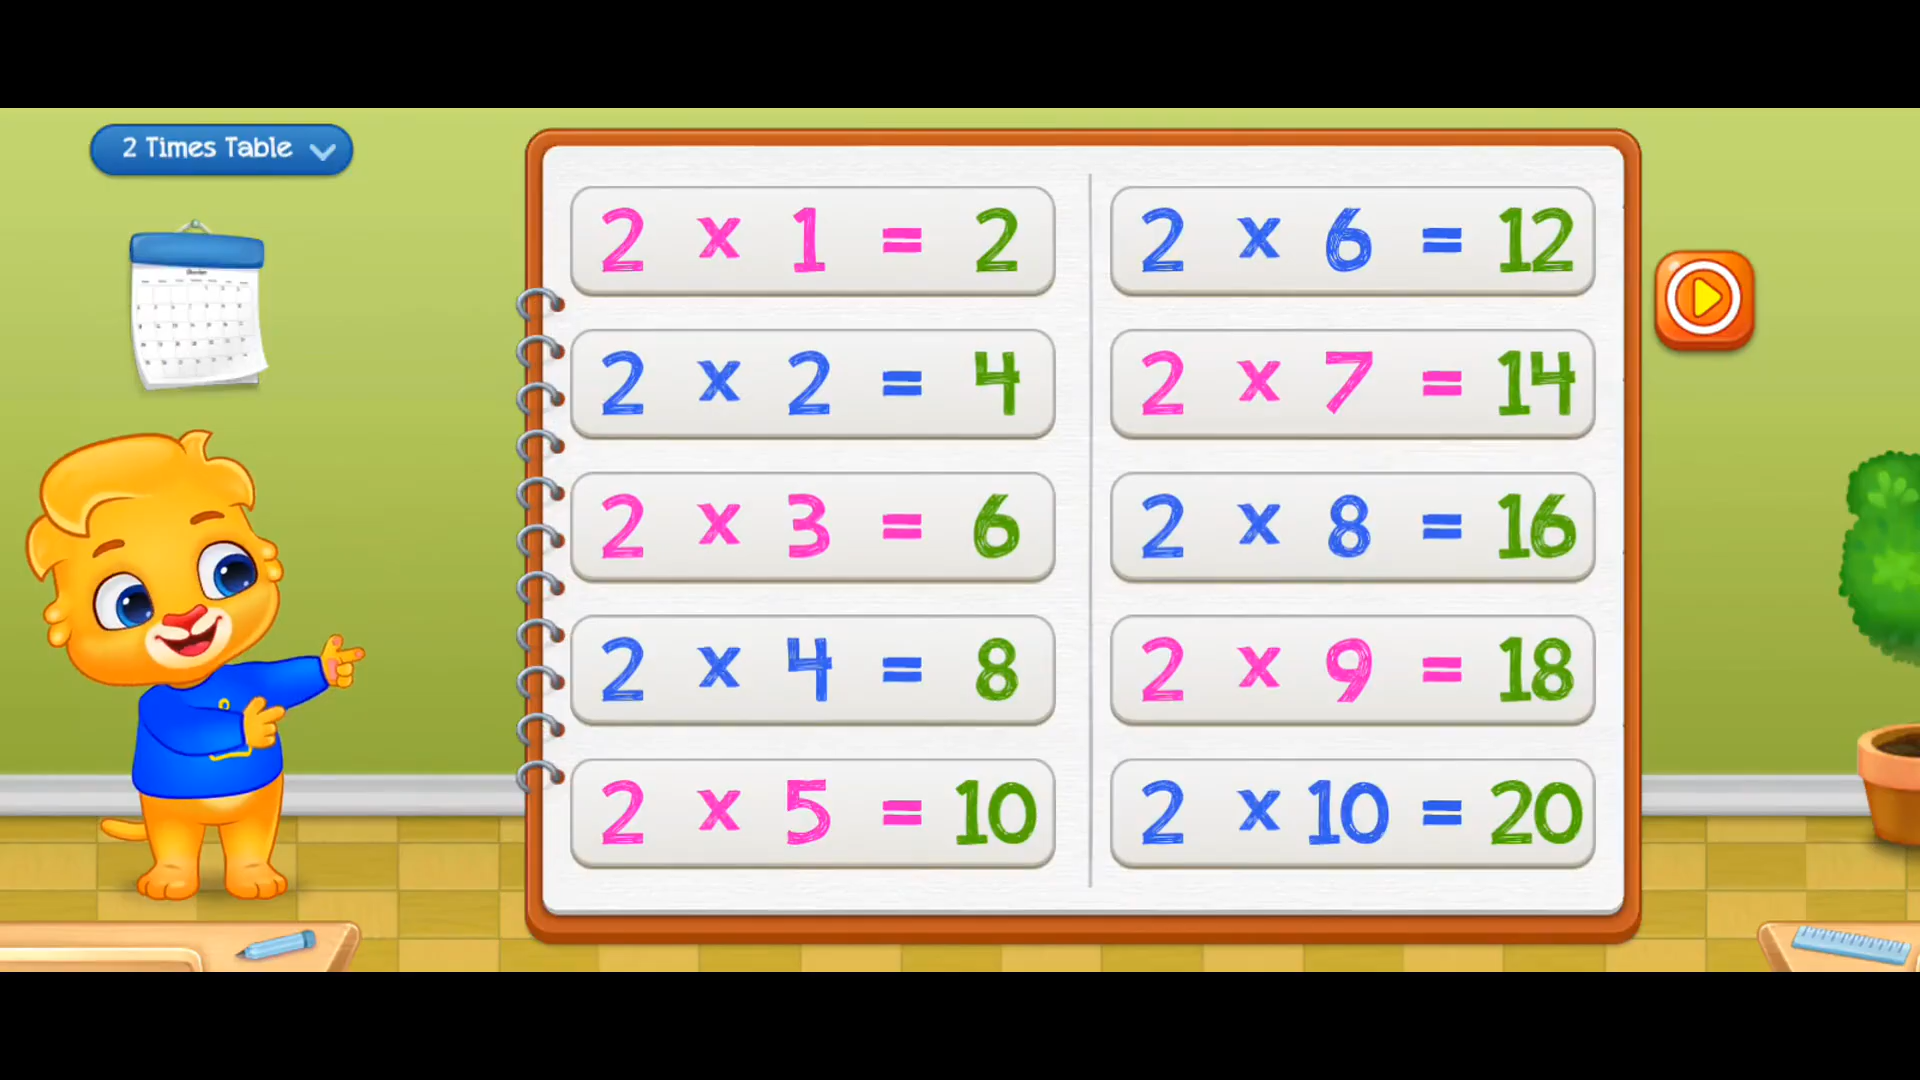 2 Times Table
2 x 1 = 2
2 x 2 = 4
2 x 3 = 6
2 x 4 = 8
2 x 5 = 10
2 x 6 = 12
2 x 7 = 14
2 x 8 = 16
2 x 9 = 18
2 x 10 = 20